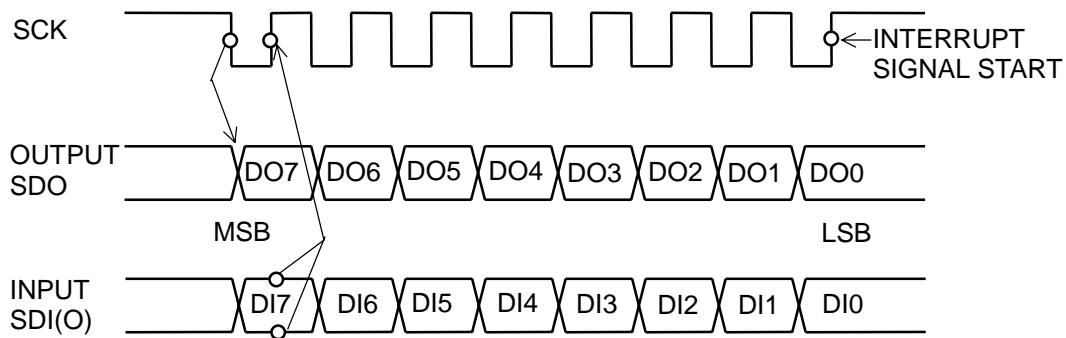 SCK
INTERRUPT
SIGNAL START
OUTPUT
SDO
DO7 DO6 DO5 DO4 DO3 DO2 DO1 DO0
MSB LSB
INPUT
SDI(O)
DI7 DI6 DI5 DI4 DI3 DI2 DI1 DI0